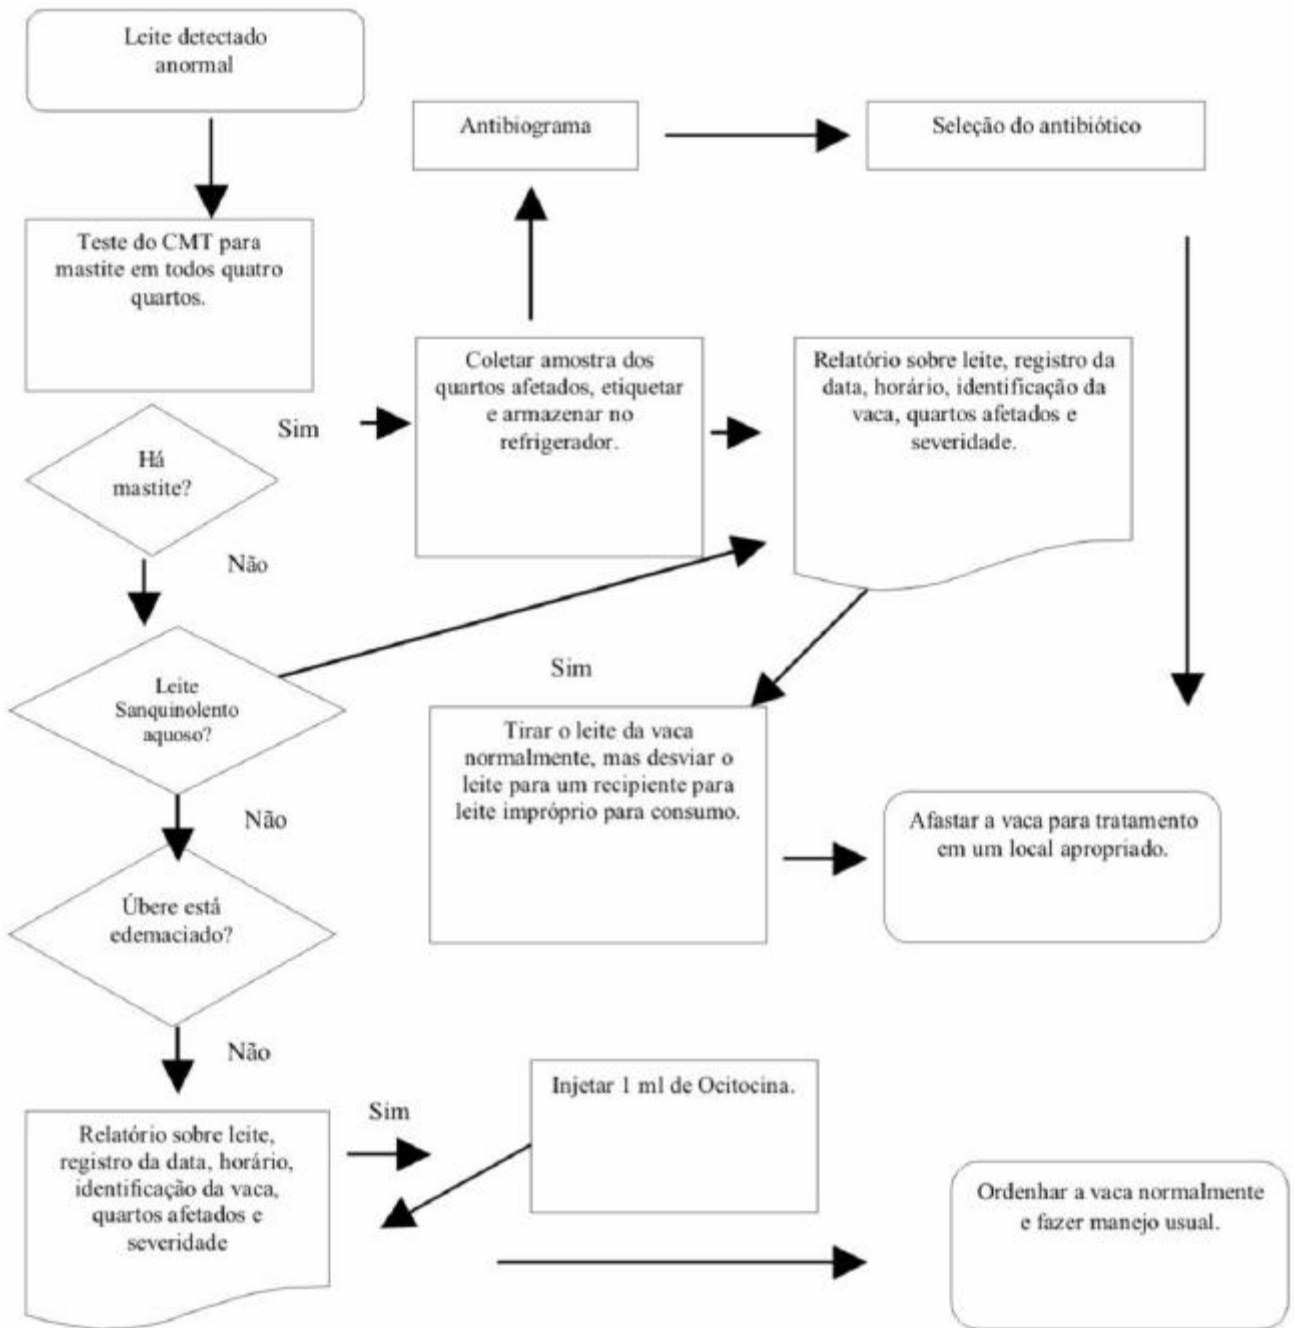 Leite detectado
anormal
Antibiograma
Seleção do antibiótico
Teste do CMT para
mastite em todos quatro
quartos.
Coletar amostra dos
quartos afetados, etiquetar
e armazenar no
refrigerador.
Relatório sobre leite, registro da
data, horário, identificação da
vaca, quartos afetados e
severidade.
Sim
Há
mastite?
Não
Leite
Sanquinolento
aquoso?
Sim
Tirar o leite da vaca
normalmente, mas desviar o
leite para um recipiente para
leite impróprio para consumo.
Não
Afastar a vaca para tratamento
em um local apropriado.
Úbere está
edemaciado?
Não
Injetar 1 ml de Ocitocina.
Sim
Relatório sobre leite,
registro da data, horário,
identificação da vaca,
quartos afetados e
severidade
Ordenhar a vaca normalmente
e fazer manejo usual.